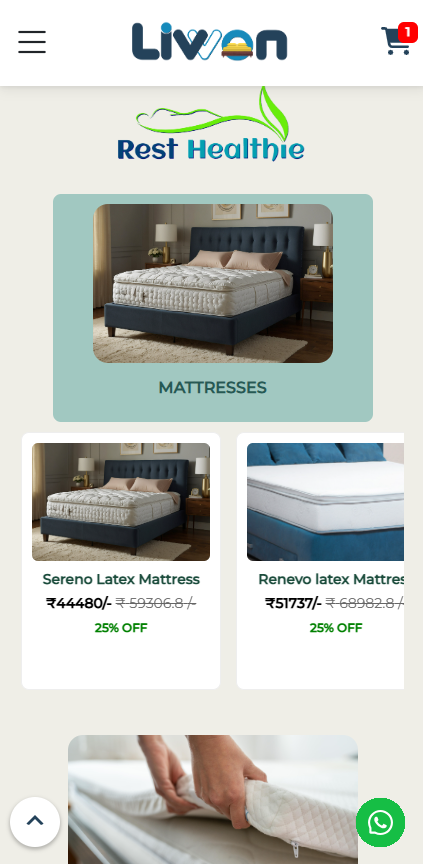 Livvon
1
Rest Healthie
MATTRESSES
Sereno Latex Mattress
₹44480/- ₹ 59306.8 /-
25% OFF
Renevo latex Mattres
₹51737/- ₹ 68982.8 /
25% OFF